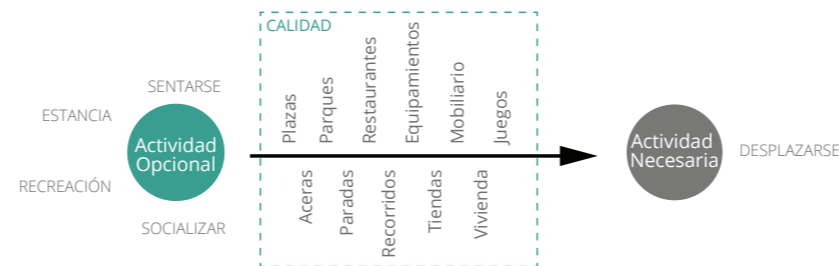 CALIDAD
SENTARSE
ESTANCIA
Actividad
Opcional
RECREACIÓN
SOCIALIZAR
Plazas
Parques
Restaurantes
Equipamientos
Mobiliario
Juegos
Aceras
Paradas
Recorridos
Tiendas
Vivienda
Actividad
Necesaria
DESPLAZARSE